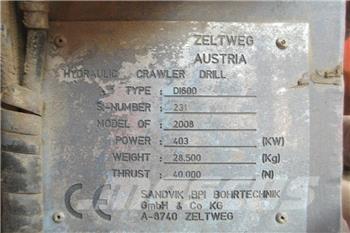 ZELTWEG
AUSTRIA
HYDRAULIC CRAWLER DRILL
TYPE: DI600
S-NUMBER: 231
MODEL OF: 2008
POWER: 403 (KW)
WEIGHT: 28.500 (Kg)
THRUST: 40.000 (N)
CE SANDVIK BPI BOHRTECHNIK
GmbH & Co KG
A-8740 ZELTWEG